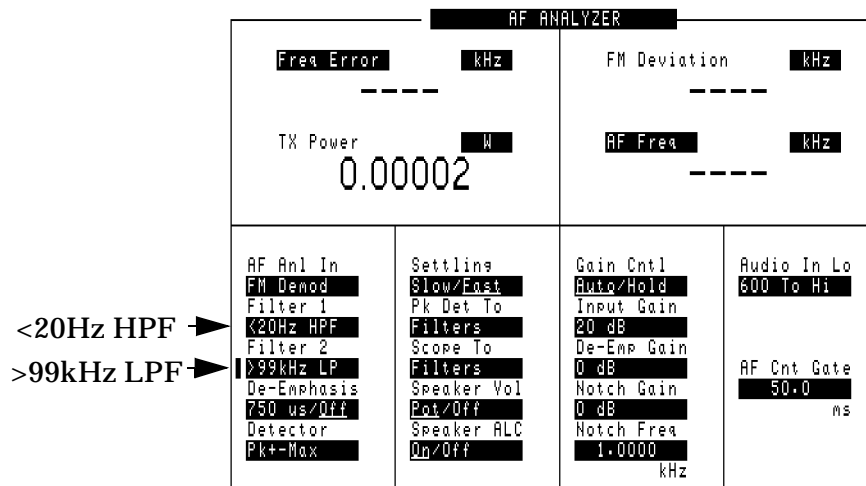 AF ANALYZER
Freq Error kHz
----
FM Deviation kHz
----
TX Power W
0.00002
AF Freq kHz
----
AF Anl In
FM Demod
Filter 1
<20Hz HPF
Filter 2
>99kHz LP
De-Emphasis
750 us/Off
Detector
Pk+-Max
Settling
Slow/Fast
Pk Det To
Filters
Scope To
Filters
Speaker Vol
Pot/Off
Speaker ALC
On/Off
Gain Cntl
Auto/Hold
Input Gain
20 dB
De-Emp Gain
0 dB
Notch Gain
0 dB
Notch Freq
1.0000
kHz
Audio In Lo
600 To Hi
AF Cnt Gate
50.0
ms
<20Hz HPF
>99kHz LPF